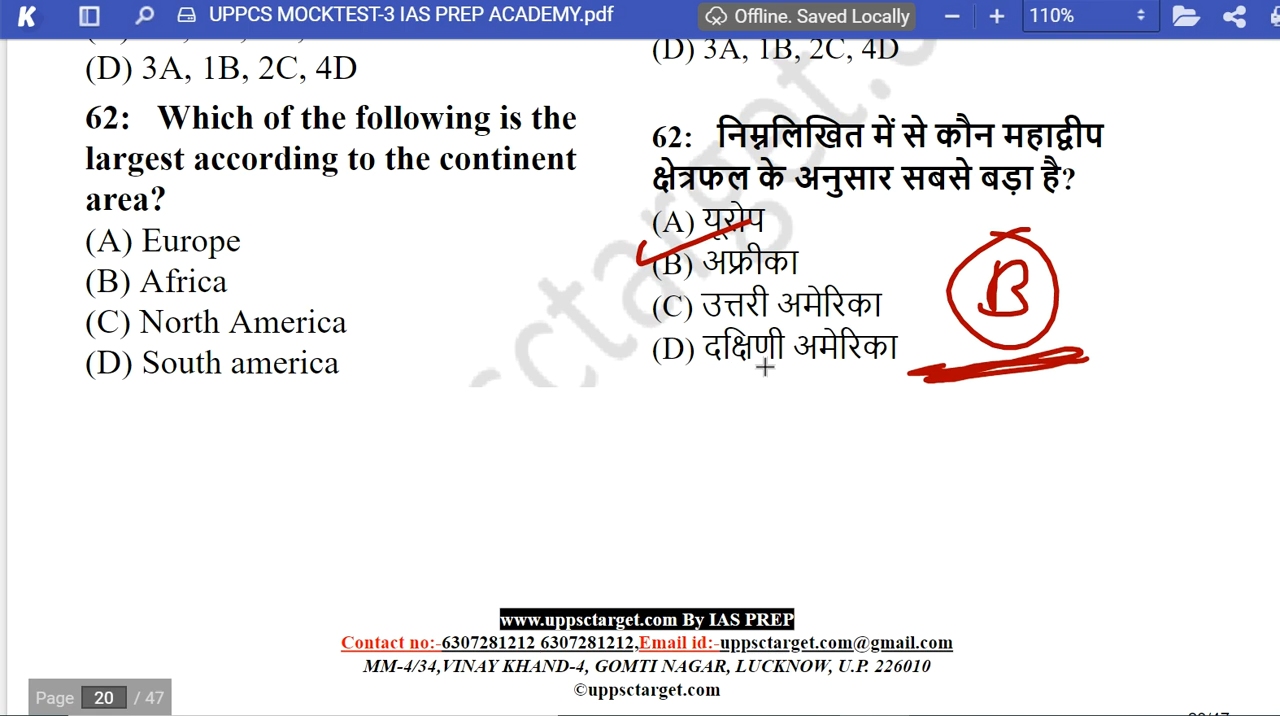 UPPCS MOCKTEST-3 IAS PREP ACADEMY.pdf
Offline. Saved Locally
110%
(D) 3A, 1B, 2C, 4D
62: Which of the following is the
largest according to the continent
area?
(A) Europe
(B) Africa
(C) North America
(D) South america
(D) 3A, 1B, 2C, 4D
62: निम्नलिखित में से कौन महाद्वीप
क्षेत्रफल के अनुसार सबसे बड़ा है?
(A) यूरोप
(B) अफ्रीका
(C) उत्तरी अमेरिका
(D) दक्षिणी अमेरिका
B
www.uppsctarget.com By IAS PREP
Contact no:-6307281212 6307281212,Email id:-uppsctarget.com@gmail.com
MM-4/34,VINAY KHAND-4, GOMTI NAGAR, LUCKNOW, U.P. 226010
©uppsctarget.com
Page 20 / 47